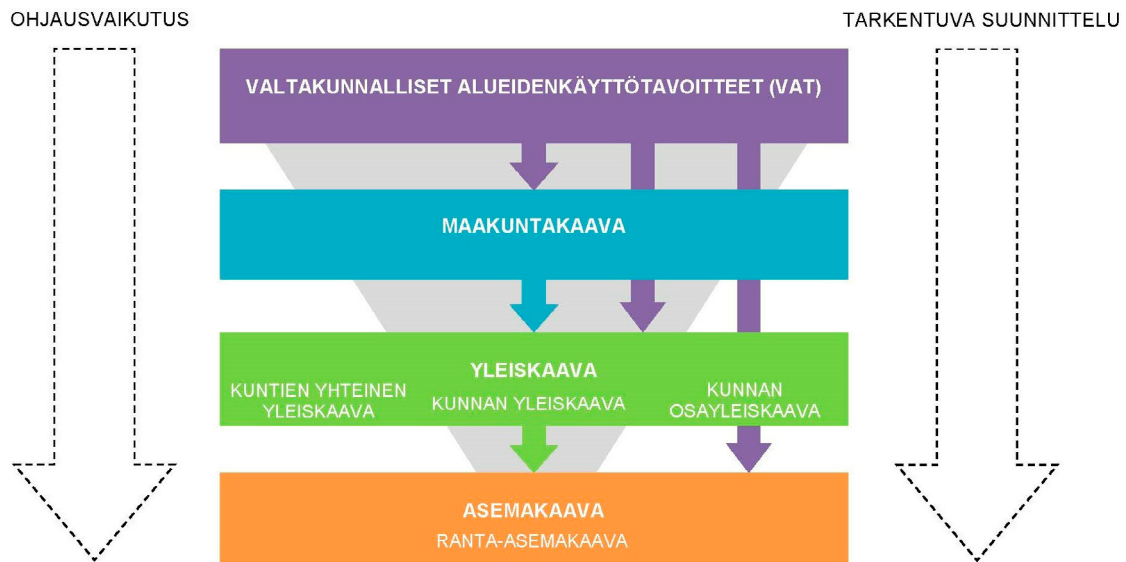 OHJAUSVAIKUTUS
TARKENTUVA SUUNNITTELU
VALTAKUNNALLISET ALUEIDENKÄYTTÖTAVOITTEET (VAT)
MAAKUNTAKAAVA
YLEISKAAVA
KUNTIEN YHTEINEN
YLEISKAAVA
KUNNAN YLEISKAAVA
KUNNAN
OSAYLEISKAAVA
ASEMAKAAVA
RANTA-ASEMAKAAVA